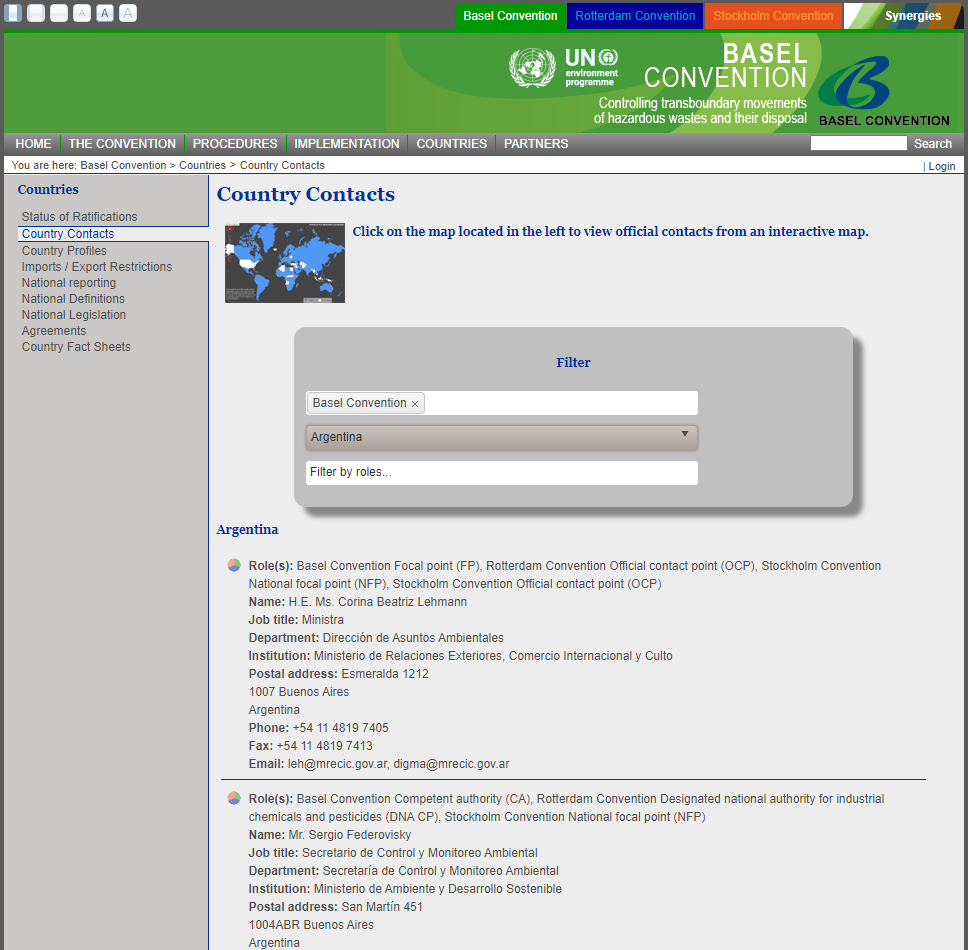 A A A
Basel Convention Rotterdam Convention Stockholm Convention Synergies
UN environment programme
BASEL
CONVENTION
Controlling transboundary movements
of hazardous wastes and their disposal
BASEL CONVENTION
HOME THE CONVENTION PROCEDURES IMPLEMENTATION COUNTRIES PARTNERS Search
You are here: Basel Convention > Countries > Country Contacts | Login
Countries
Status of Ratifications
Country Contacts
Country Profiles
Imports / Export Restrictions
National reporting
National Definitions
National Legislation
Agreements
Country Fact Sheets
Country Contacts
Click on the map located in the left to view official contacts from an interactive map.
Filter
Basel Convention ×
Argentina
Filter by roles...
Argentina
Role(s): Basel Convention Focal point (FP), Rotterdam Convention Official contact point (OCP), Stockholm Convention
National focal point (NFP), Stockholm Convention Official contact point (OCP)
Name: H.E. Ms. Corina Beatriz Lehmann
Job title: Ministra
Department: Dirección de Asuntos Ambientales
Institution: Ministerio de Relaciones Exteriores, Comercio Internacional y Culto
Postal address: Esmeralda 1212
1007 Buenos Aires
Argentina
Phone: +54 11 4819 7405
Fax: +54 11 4819 7413
Email: leh@mrecic.gov.ar, digma@mrecic.gov.ar
Role(s): Basel Convention Competent authority (CA), Rotterdam Convention Designated national authority for industrial
chemicals and pesticides (DNA CP), Stockholm Convention National focal point (NFP)
Name: Mr. Sergio Federovisky
Job title: Secretario de Control y Monitoreo Ambiental
Department: Secretaría de Control y Monitoreo Ambiental
Institution: Ministerio de Ambiente y Desarrollo Sostenible
Postal address: San Martín 451
1004ABR Buenos Aires
Argentina